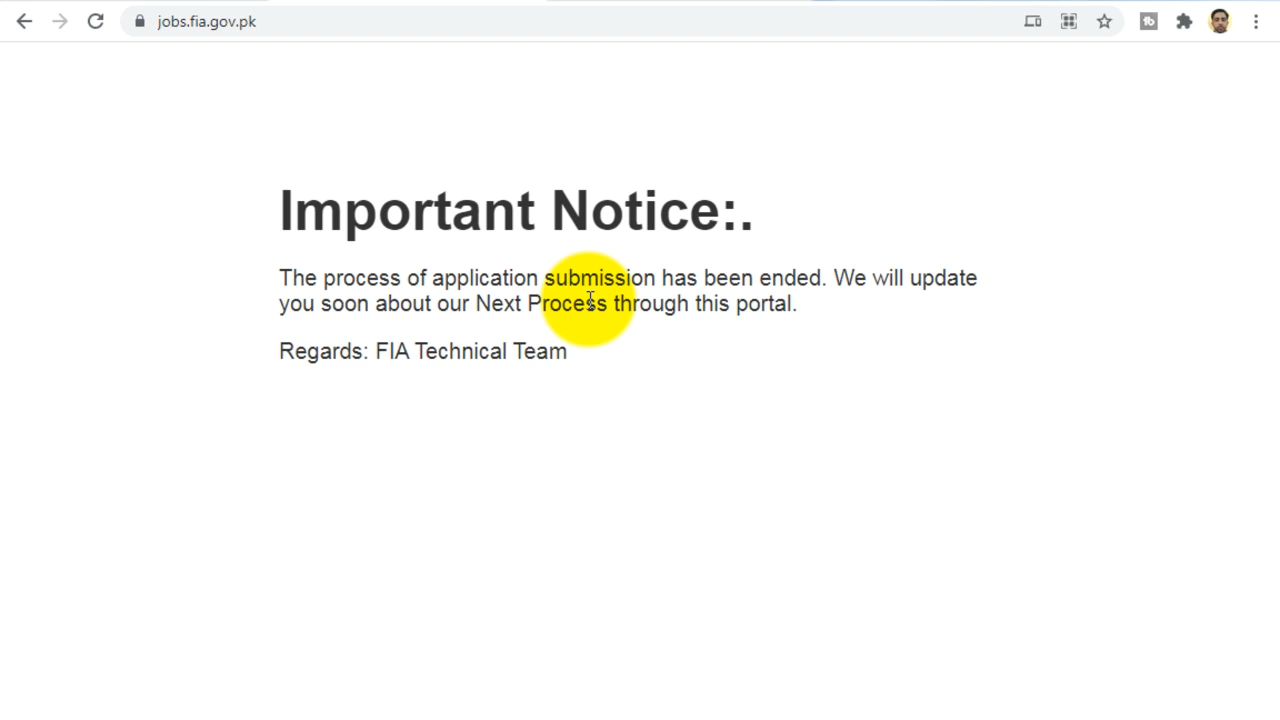 jobs.fia.gov.pk
Important Notice:.
The process of application submission has been ended. We will update
you soon about our Next Process through this portal.
Regards: FIA Technical Team